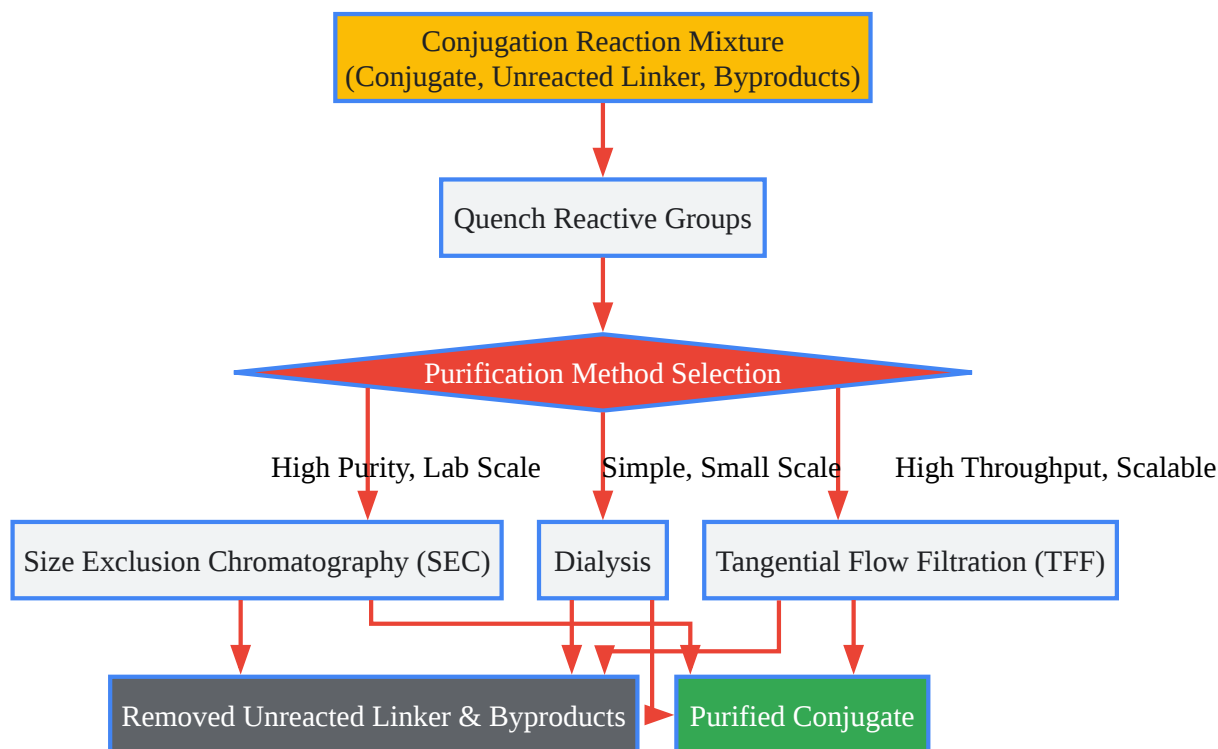 Conjugation Reaction Mixture
(Conjugate, Unreacted Linker, Byproducts)
Quench Reactive Groups
Purification Method Selection
High Purity, Lab Scale
Simple, Small Scale
High Throughput, Scalable
Size Exclusion Chromatography (SEC)
Dialysis
Tangential Flow Filtration (TFF)
Removed Unreacted Linker & Byproducts
Purified Conjugate